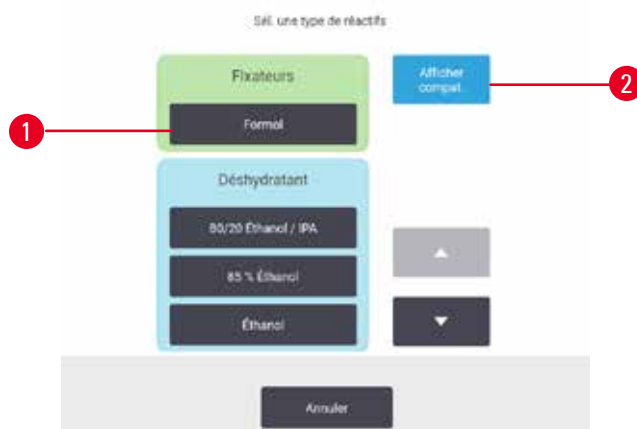 Sél. une type de réactifs
Fixateurs
Afficher
compat.
2
1
Formol
Déshydratant
80/20 Éthanol / IPA
85 % Éthanol
Éthanol
Annuler